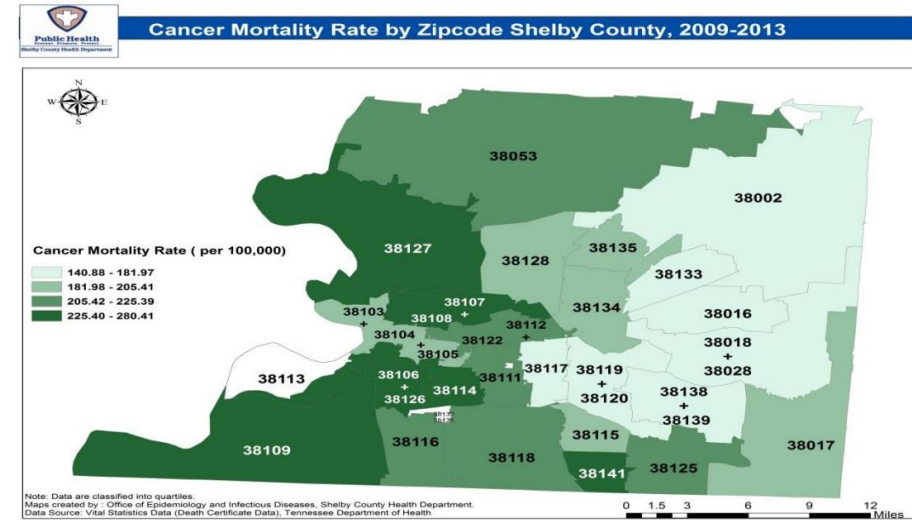 Public Health
Prevent. Promote. Protect.
Shelby County Health Department
Cancer Mortality Rate by Zipcode Shelby County, 2009-2013
N
W E
S
38053
38002
38127
38135
38128
38133
Cancer Mortality Rate ( per 100,000)
140.88 - 181.97
181.98 - 205.41
205.42 - 225.39
225.40 - 280.41
38107
38103
38108
38134
38016
38112
38104
38122
38018
38105
38028
38113
38106
38114
38111
38117
38119
38126
38120
38138
38139
38109
38116
38118
38115
38017
38141
38125
Note: Data are classified into quartiles.
Maps created by : Office of Epidemiology and Infectious Diseases, Shelby County Health Department.
Data Source: Vital Statistics Data (Death Certificate Data), Tennessee Department of Health
0 1.5 3 6 9 12
Miles